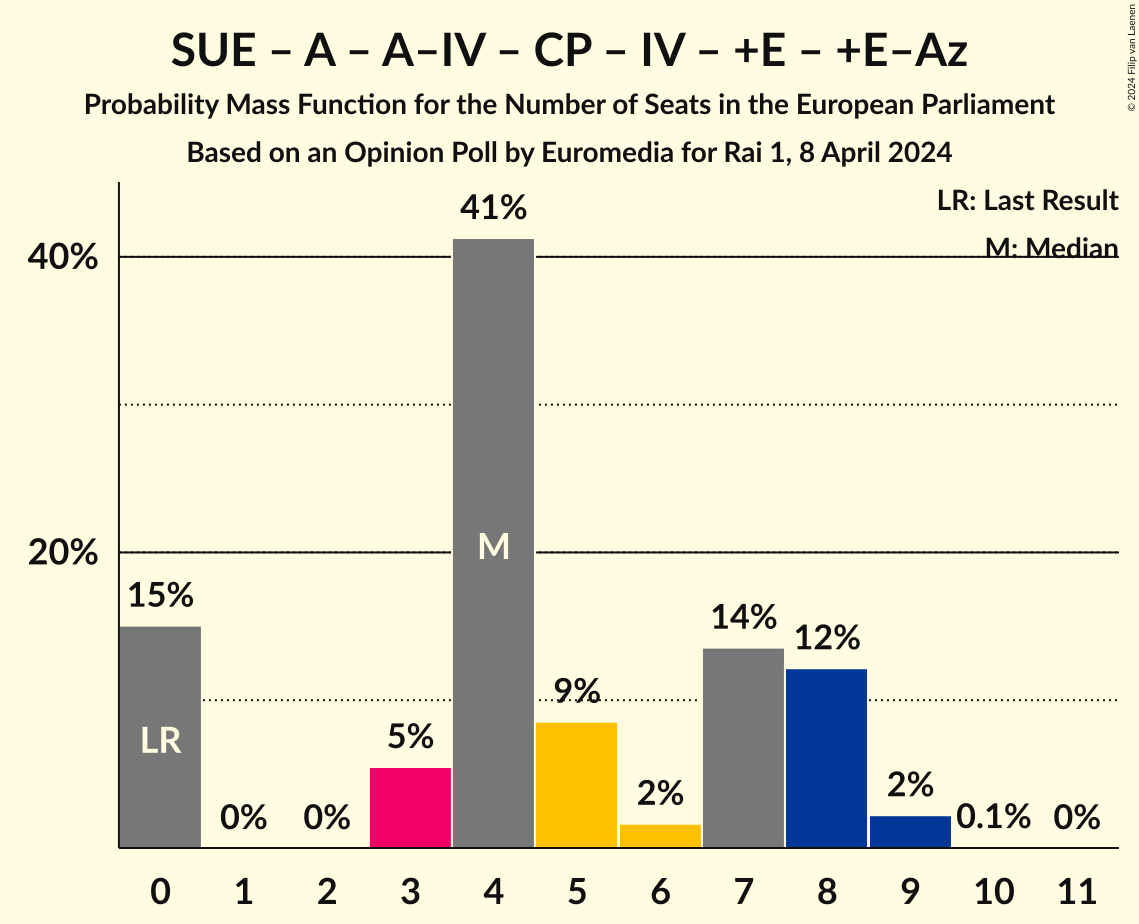 SUE – A – A–IV – CP – IV – +E – +E–Az
Probability Mass Function for the Number of Seats in the European Parliament
Based on an Opinion Poll by Euromedia for Rai 1, 8 April 2024
© 2024 Filip van Laenen
LR: Last Result
M: Median
40%
20%
15%
0%
0%
5%
41%
9%
2%
14%
12%
2%
0.1%
0%
LR
M
0 1 2 3 4 5 6 7 8 9 10 11